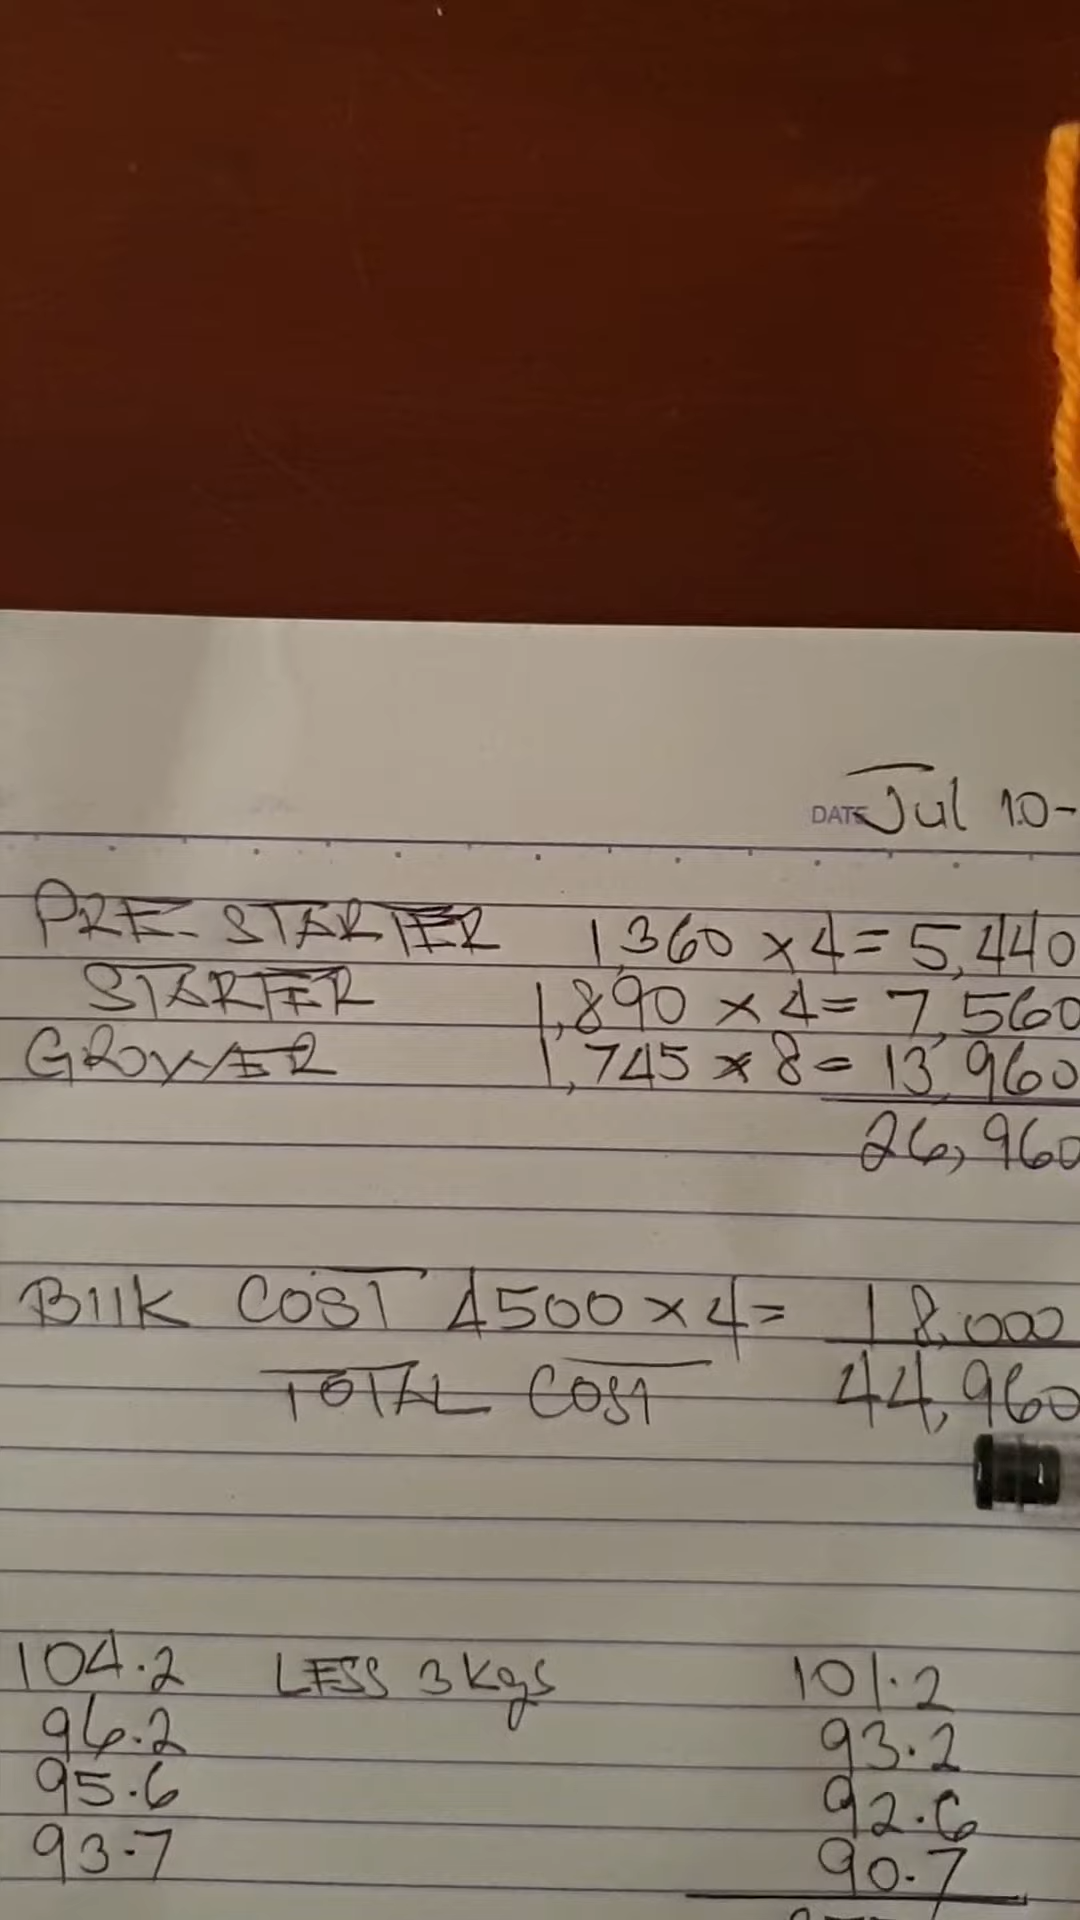 DATE Jul 10-
PRE-STARTER 1,360 x 4 = 5,440
STARTER 1,890 x 4 = 7,560
GROWER 1,745 x 8 = 13,960
26,960
BIIK COST 4500 x 4 = 18,000
TOTAL COST 44,960
104.2 LESS 3 kgs 101.2
96.2 93.2
95.6 92.6
93.7 90.7